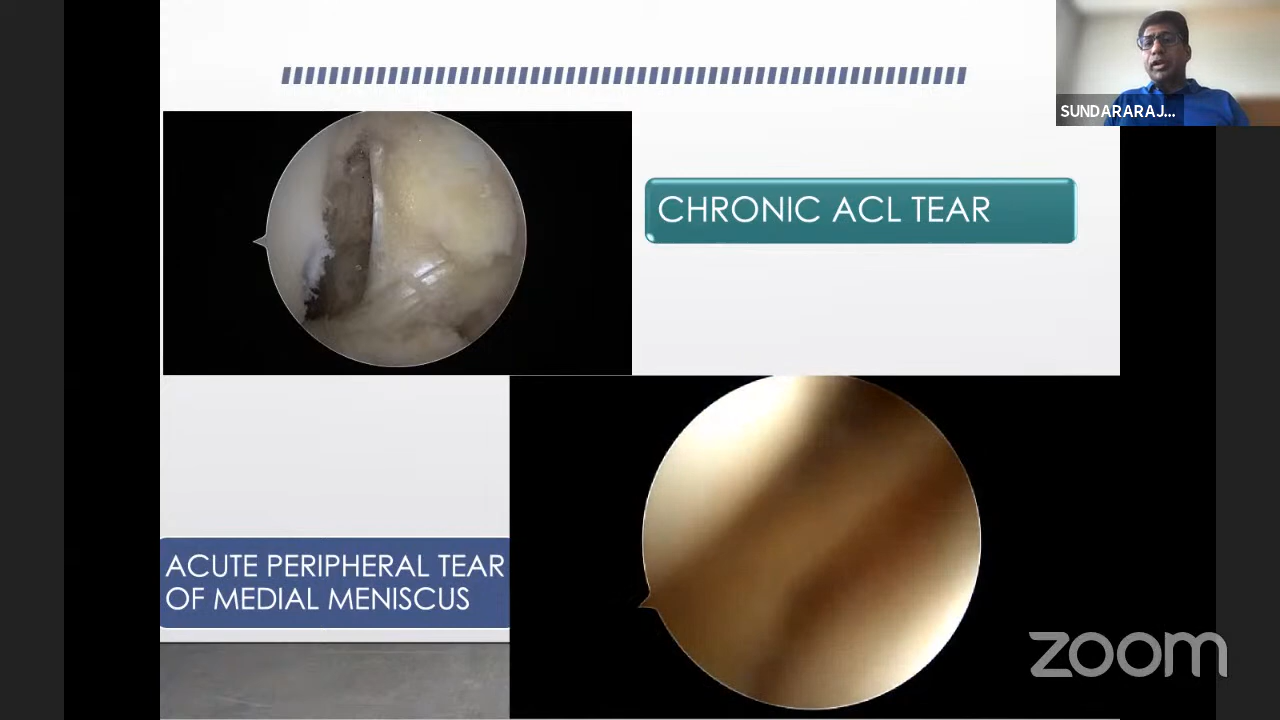 SUNDARARAJ...
CHRONIC ACL TEAR
ACUTE PERIPHERAL TEAR
OF MEDIAL MENISCUS
zoom